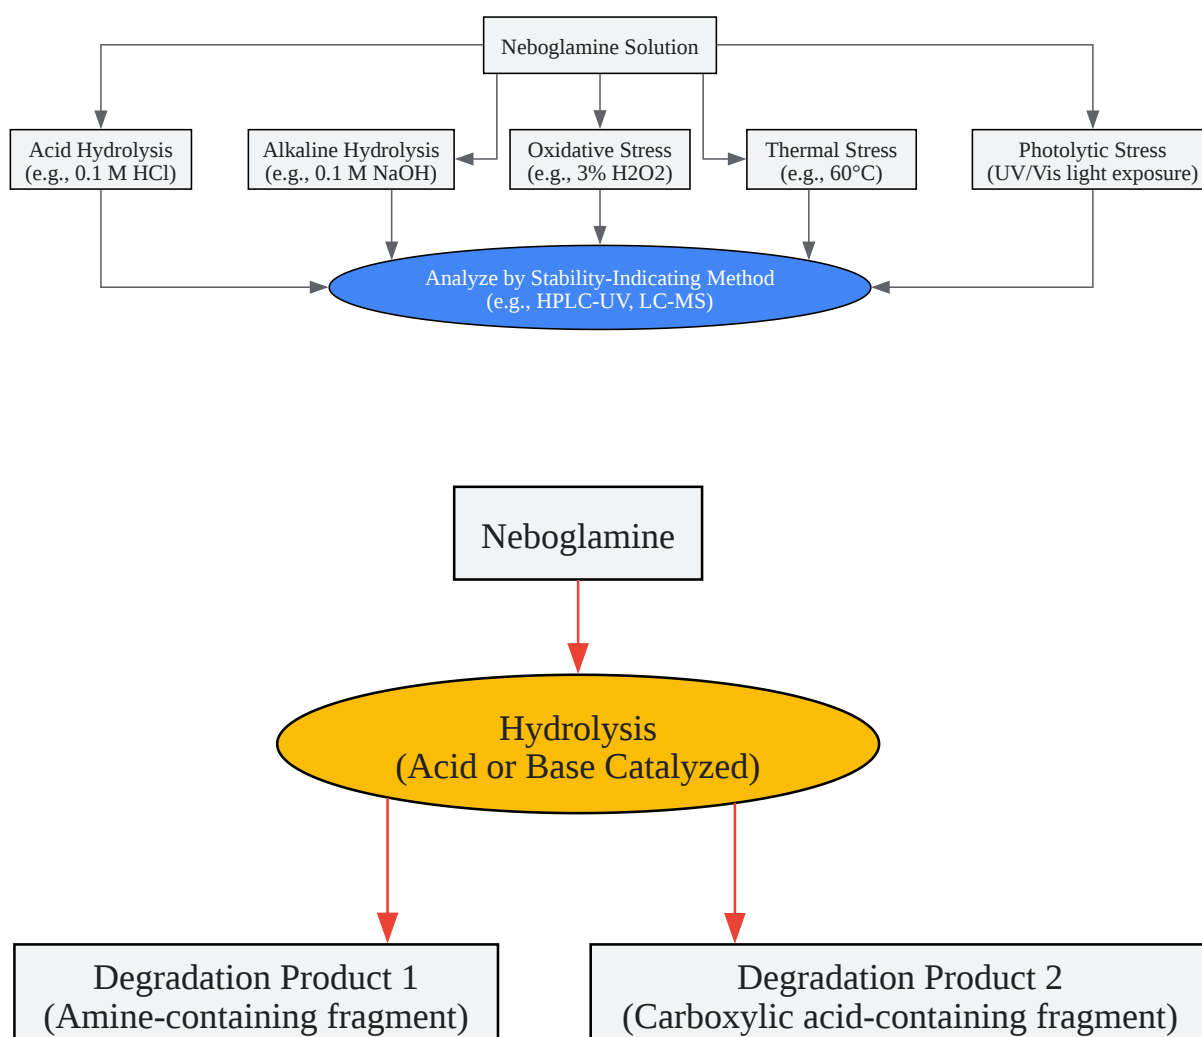 Neboglamine Solution
Acid Hydrolysis
(e.g., 0.1 M HCl)
Alkaline Hydrolysis
(e.g., 0.1 M NaOH)
Oxidative Stress
(e.g., 3% H2O2)
Thermal Stress
(e.g., 60°C)
Photolytic Stress
(UV/Vis light exposure)
Analyze by Stability-Indicating Method
(e.g., HPLC-UV, LC-MS)
Neboglamine
Hydrolysis
(Acid or Base Catalyzed)
Degradation Product 1
(Amine-containing fragment)
Degradation Product 2
(Carboxylic acid-containing fragment)